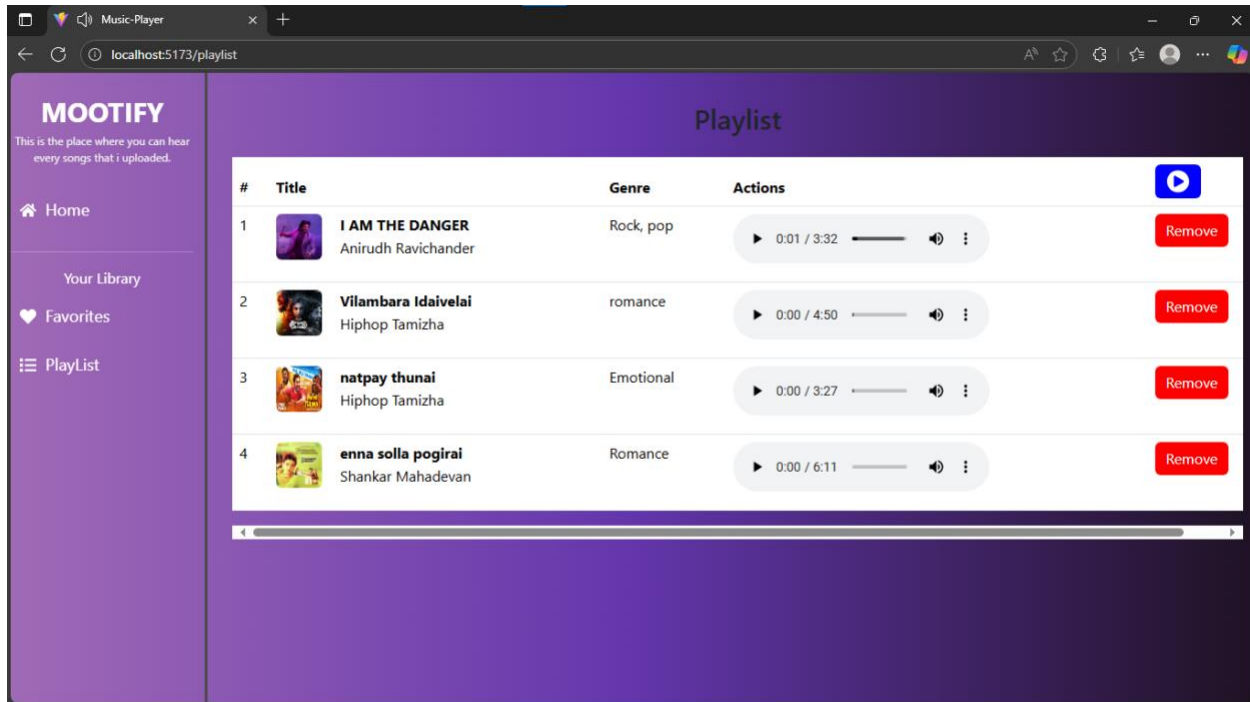 Music-Player
localhost:5173/playlist
MOOTIFY
This is the place where you can hear
every songs that i uploaded.
Home
Your Library
Favorites
PlayList
Playlist
# Title Genre Actions
1 I AM THE DANGER Rock, pop 0:01 / 3:32 Remove
Anirudh Ravichander
2 Vilambara Idaivelai romance 0:00 / 4:50 Remove
Hiphop Tamizha
3 natpay thunai Emotional 0:00 / 3:27 Remove
Hiphop Tamizha
4 enna solla pogirai Romance 0:00 / 6:11 Remove
Shankar Mahadevan